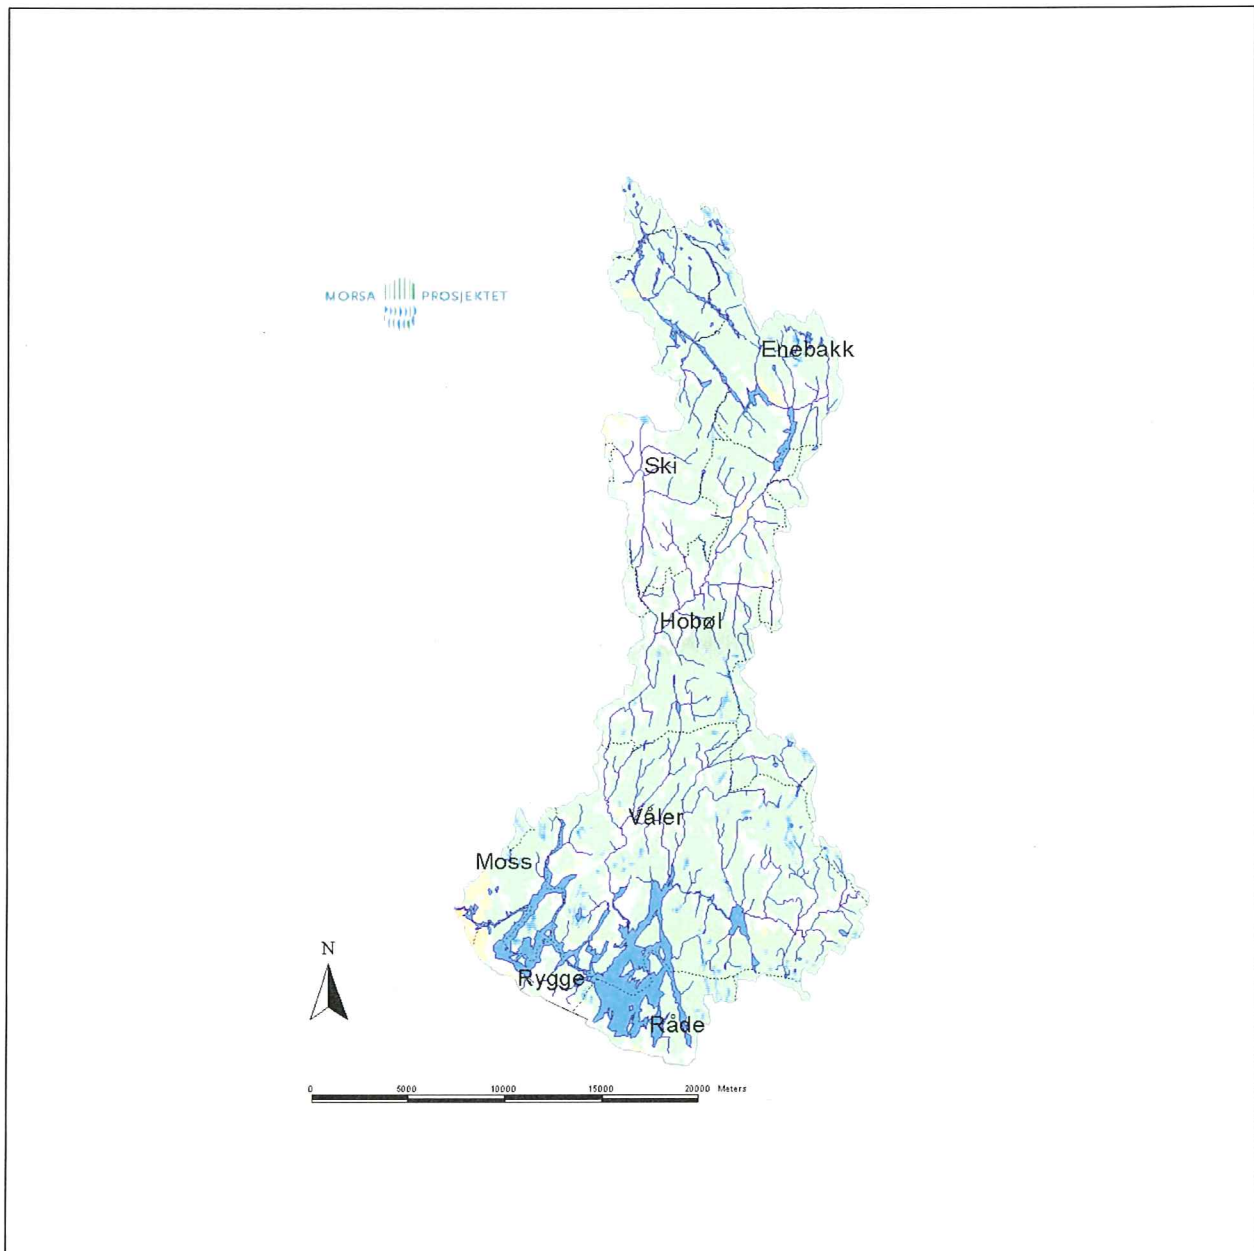 MORSA PROSJEKTET
Enebakk
Ski
Hobøl
Våler
Moss
Rygge
Råde
N
0 5000 10000 15000 20000 Meters